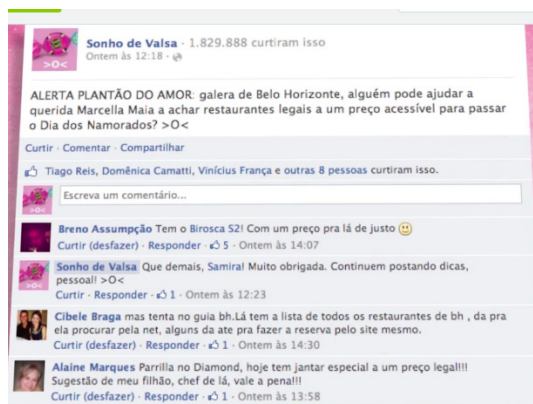 >O<
Sonho de Valsa · 1.829.888 curtiram isso
Ontem às 12:18 ·
ALERTA PLANTÃO DO AMOR: galera de Belo Horizonte, alguém pode ajudar a
querida Marcella Maia a achar restaurantes legais a um preço acessível para passar
o Dia dos Namorados? >O<
Curtir · Comentar · Compartilhar
Tiago Reis, Domênica Camatti, Vinícius França e outras 8 pessoas curtiram isso.
>O<
Escreva um comentário...
Breno Assumpção Tem o Birosca S2! Com um preço pra lá de justo
Curtir (desfazer) · Responder · 5 · Ontem às 14:07
>O<
Sonho de Valsa Que demais, Samira! Muito obrigada. Continuem postando dicas,
pessoal! >O<
Curtir · Responder · 1 · Ontem às 12:23
Cibele Braga mas tenta no guia bh.Lá tem a lista de todos os restaurantes de bh , da pra
ela procurar pela net, alguns da ate pra fazer a reserva pelo site mesmo.
Curtir (desfazer) · Responder · 1 · Ontem às 14:30
Alaine Marques Parrilla no Diamond, hoje tem jantar especial a um preço legal!!!
Sugestão de meu filhão, chef de lá, vale a pena!!!
Curtir (desfazer) · Responder · 1 · Ontem às 13:58